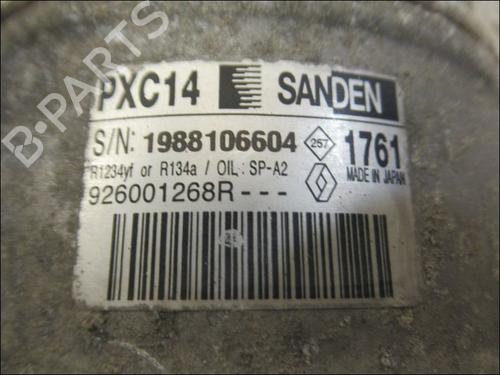 B-PARTS
PXC14 SANDEN
S/N: 1988106604 257 1761
R1234yf or R134a / OIL: SP-A2 MADE IN JAPAN
926001268R---